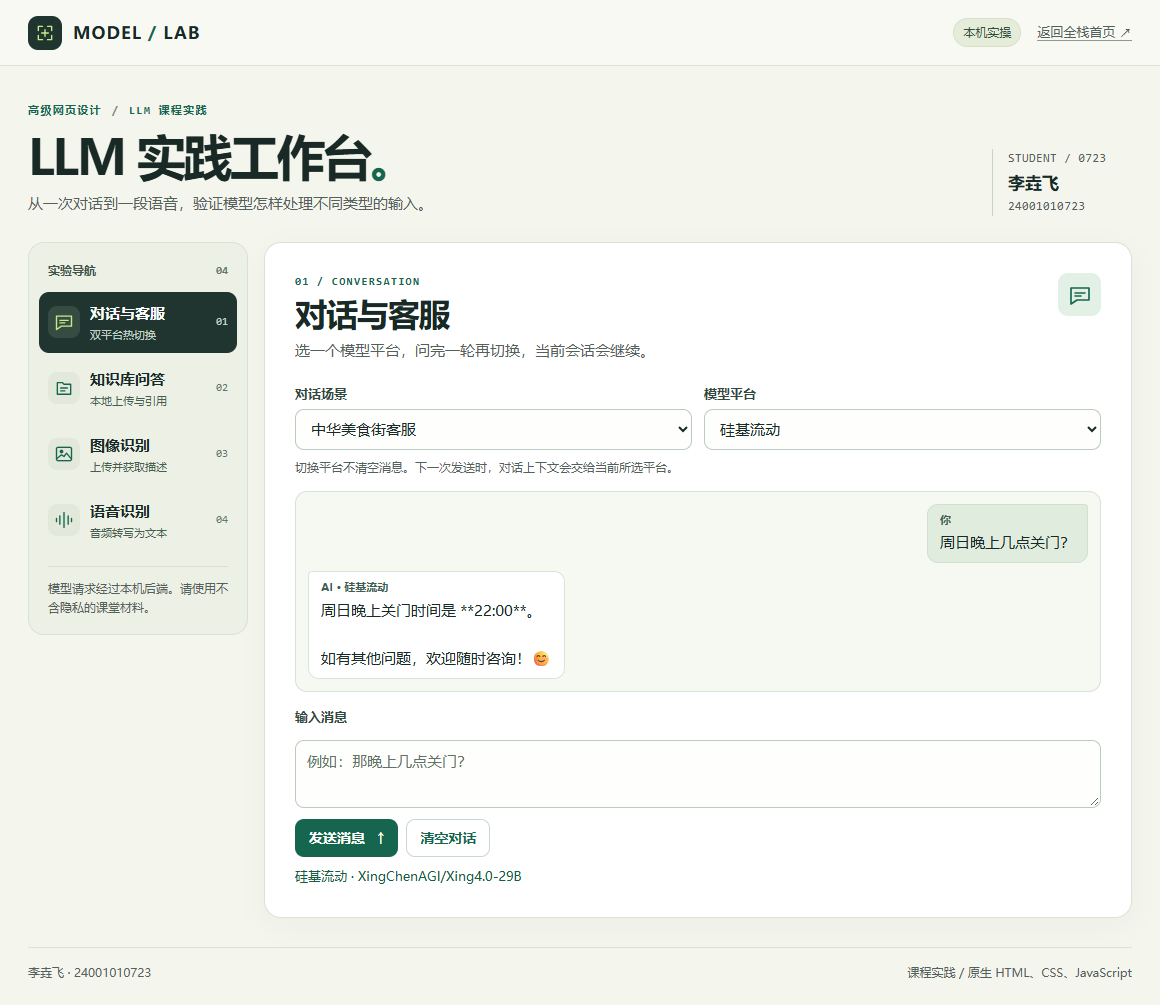 MODEL / LAB
本机实操
返回全栈首页 ↗
高级网页设计 / LLM 课程实践
LLM 实践工作台。
从一次对话到一段语音，验证模型怎样处理不同类型的输入。
STUDENT / 0723
李垚飞
24001010723
实验导航 04
对话与客服
双平台热切换
01
知识库问答
本地上传与引用
02
图像识别
上传并获取描述
03
语音识别
音频转写为文本
04
模型请求经过本机后端。请使用不
含隐私的课堂材料。
01 / CONVERSATION
对话与客服
选一个模型平台，问完一轮再切换，当前会话会继续。
对话场景
中华美食街客服
模型平台
硅基流动
切换平台不清空消息。下一次发送时，对话上下文会交给当前所选平台。
你
周日晚上几点关门？
AI • 硅基流动
周日晚上关门时间是 **22:00**。
如有其他问题，欢迎随时咨询！😊
输入消息
例如：那晚上几点关门？
发送消息 ↑
清空对话
硅基流动 · XingChenAGI/Xing4.0-29B
李垚飞 · 24001010723
课程实践 / 原生 HTML、CSS、JavaScript